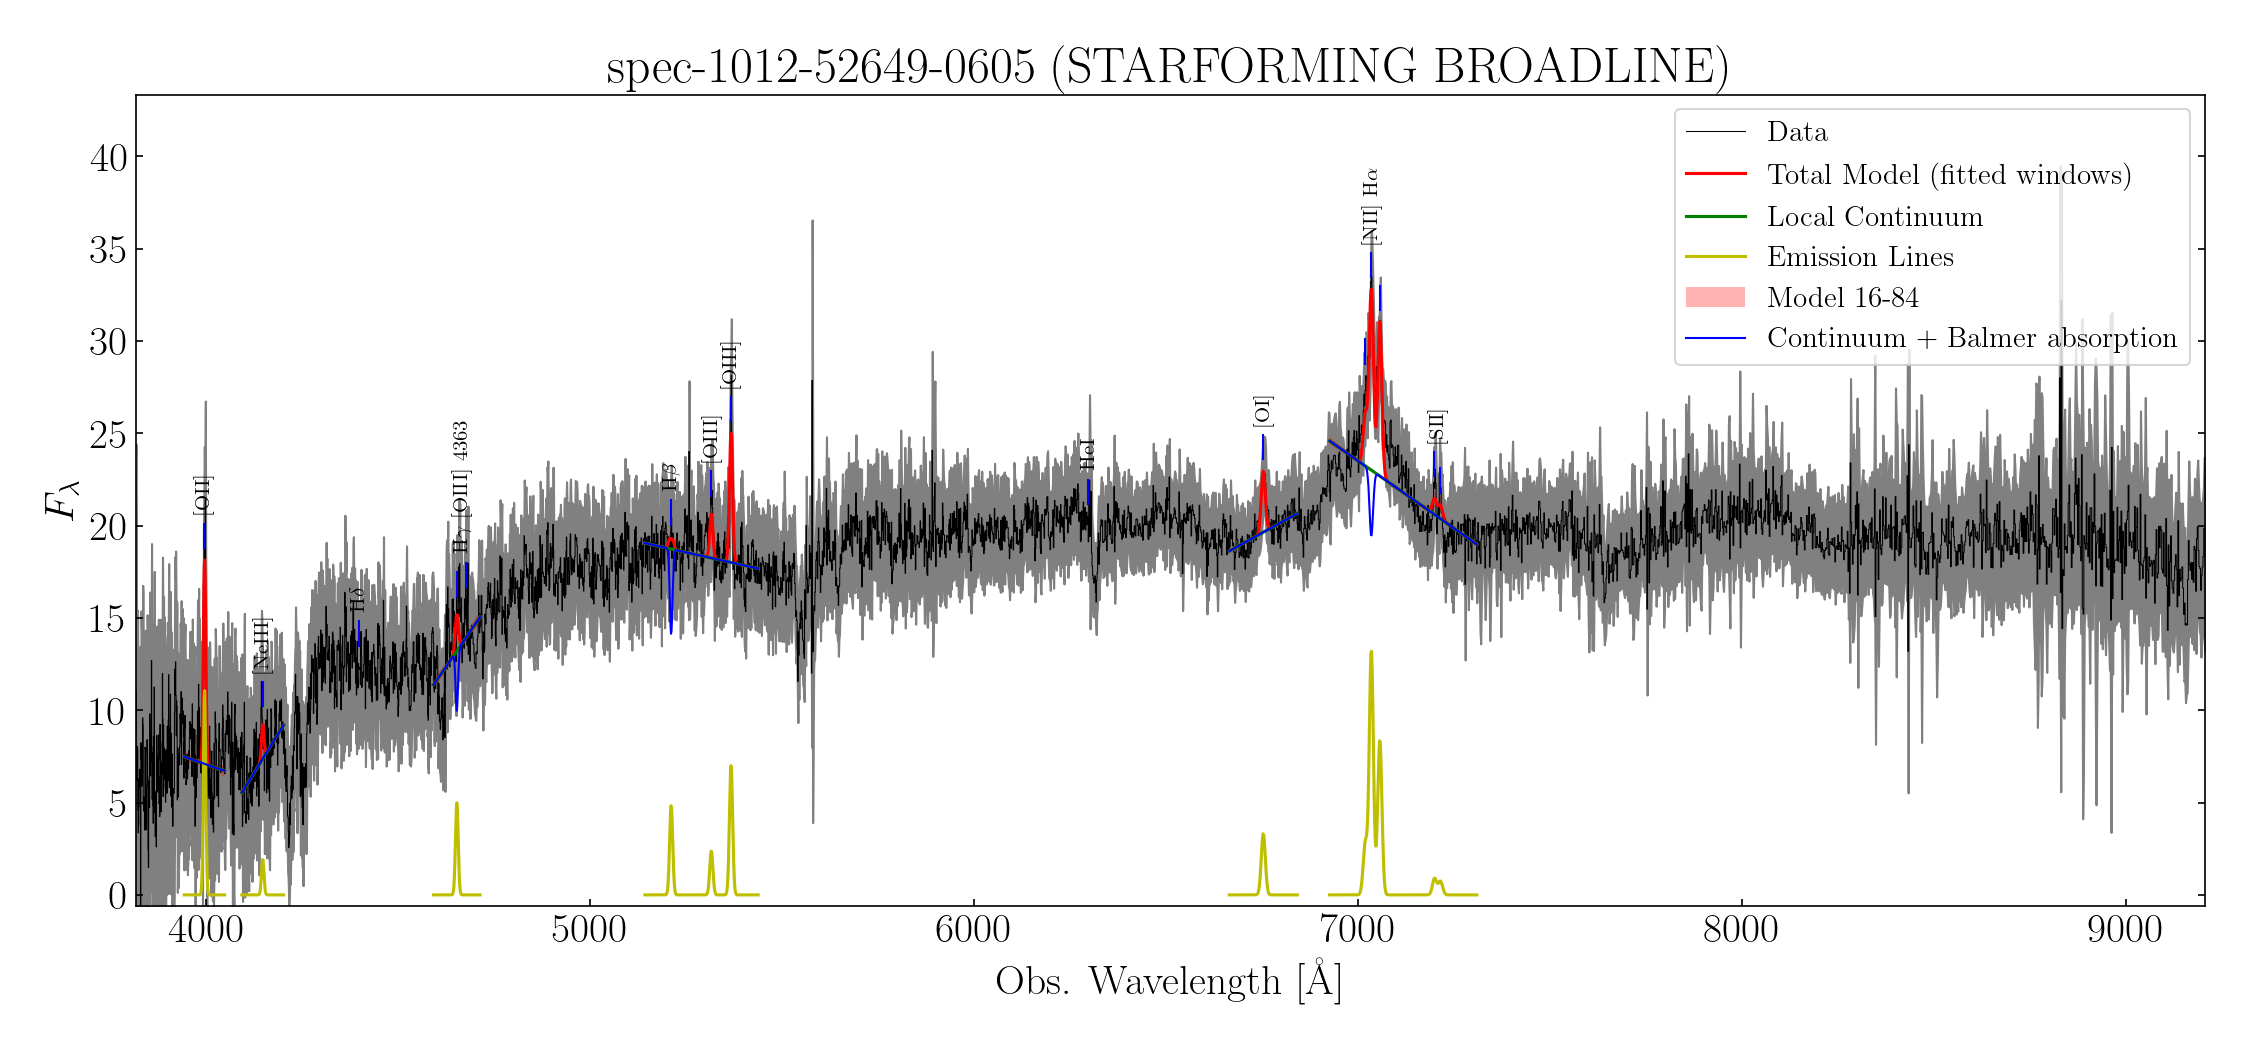 spec-1012-52649-0605 (STARFORMING BROADLINE)
Data
Total Model (fitted windows)
Local Continuum
Emission Lines
Model 16-84
Continuum + Balmer absorption
[OII]
[NeIII]
Hδ
Hγ [OIII] 4363
Hβ
[OIII]
[OIII]
HeI
[OI]
[NII] Hα
[SII]
40
35
30
25
20
15
10
5
0
Fλ
4000 5000 6000 7000 8000 9000
Obs. Wavelength [Å]